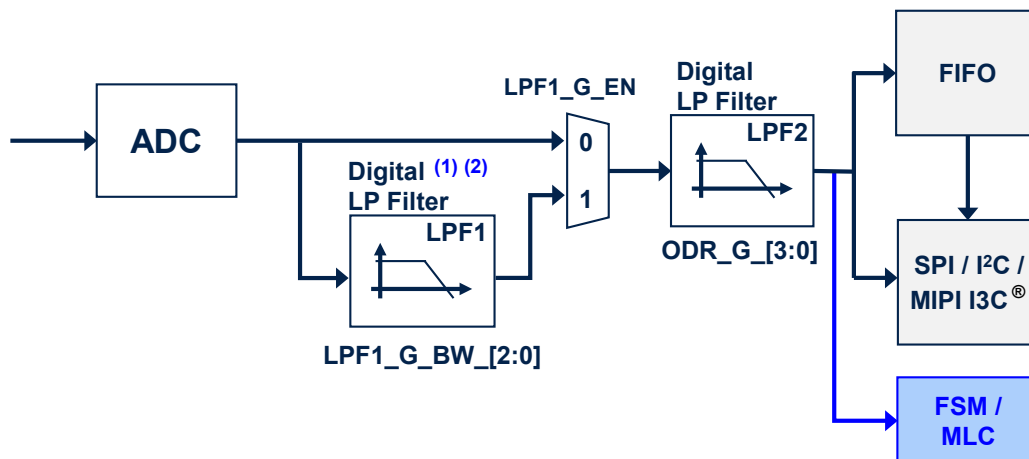 ADC
Digital (1) (2)
LP Filter
LPF1
LPF1_G_BW_[2:0]
LPF1_G_EN
0
1
Digital
LP Filter
LPF2
ODR_G_[3:0]
FIFO
SPI / I²C /
MIPI I3C ®
FSM /
MLC